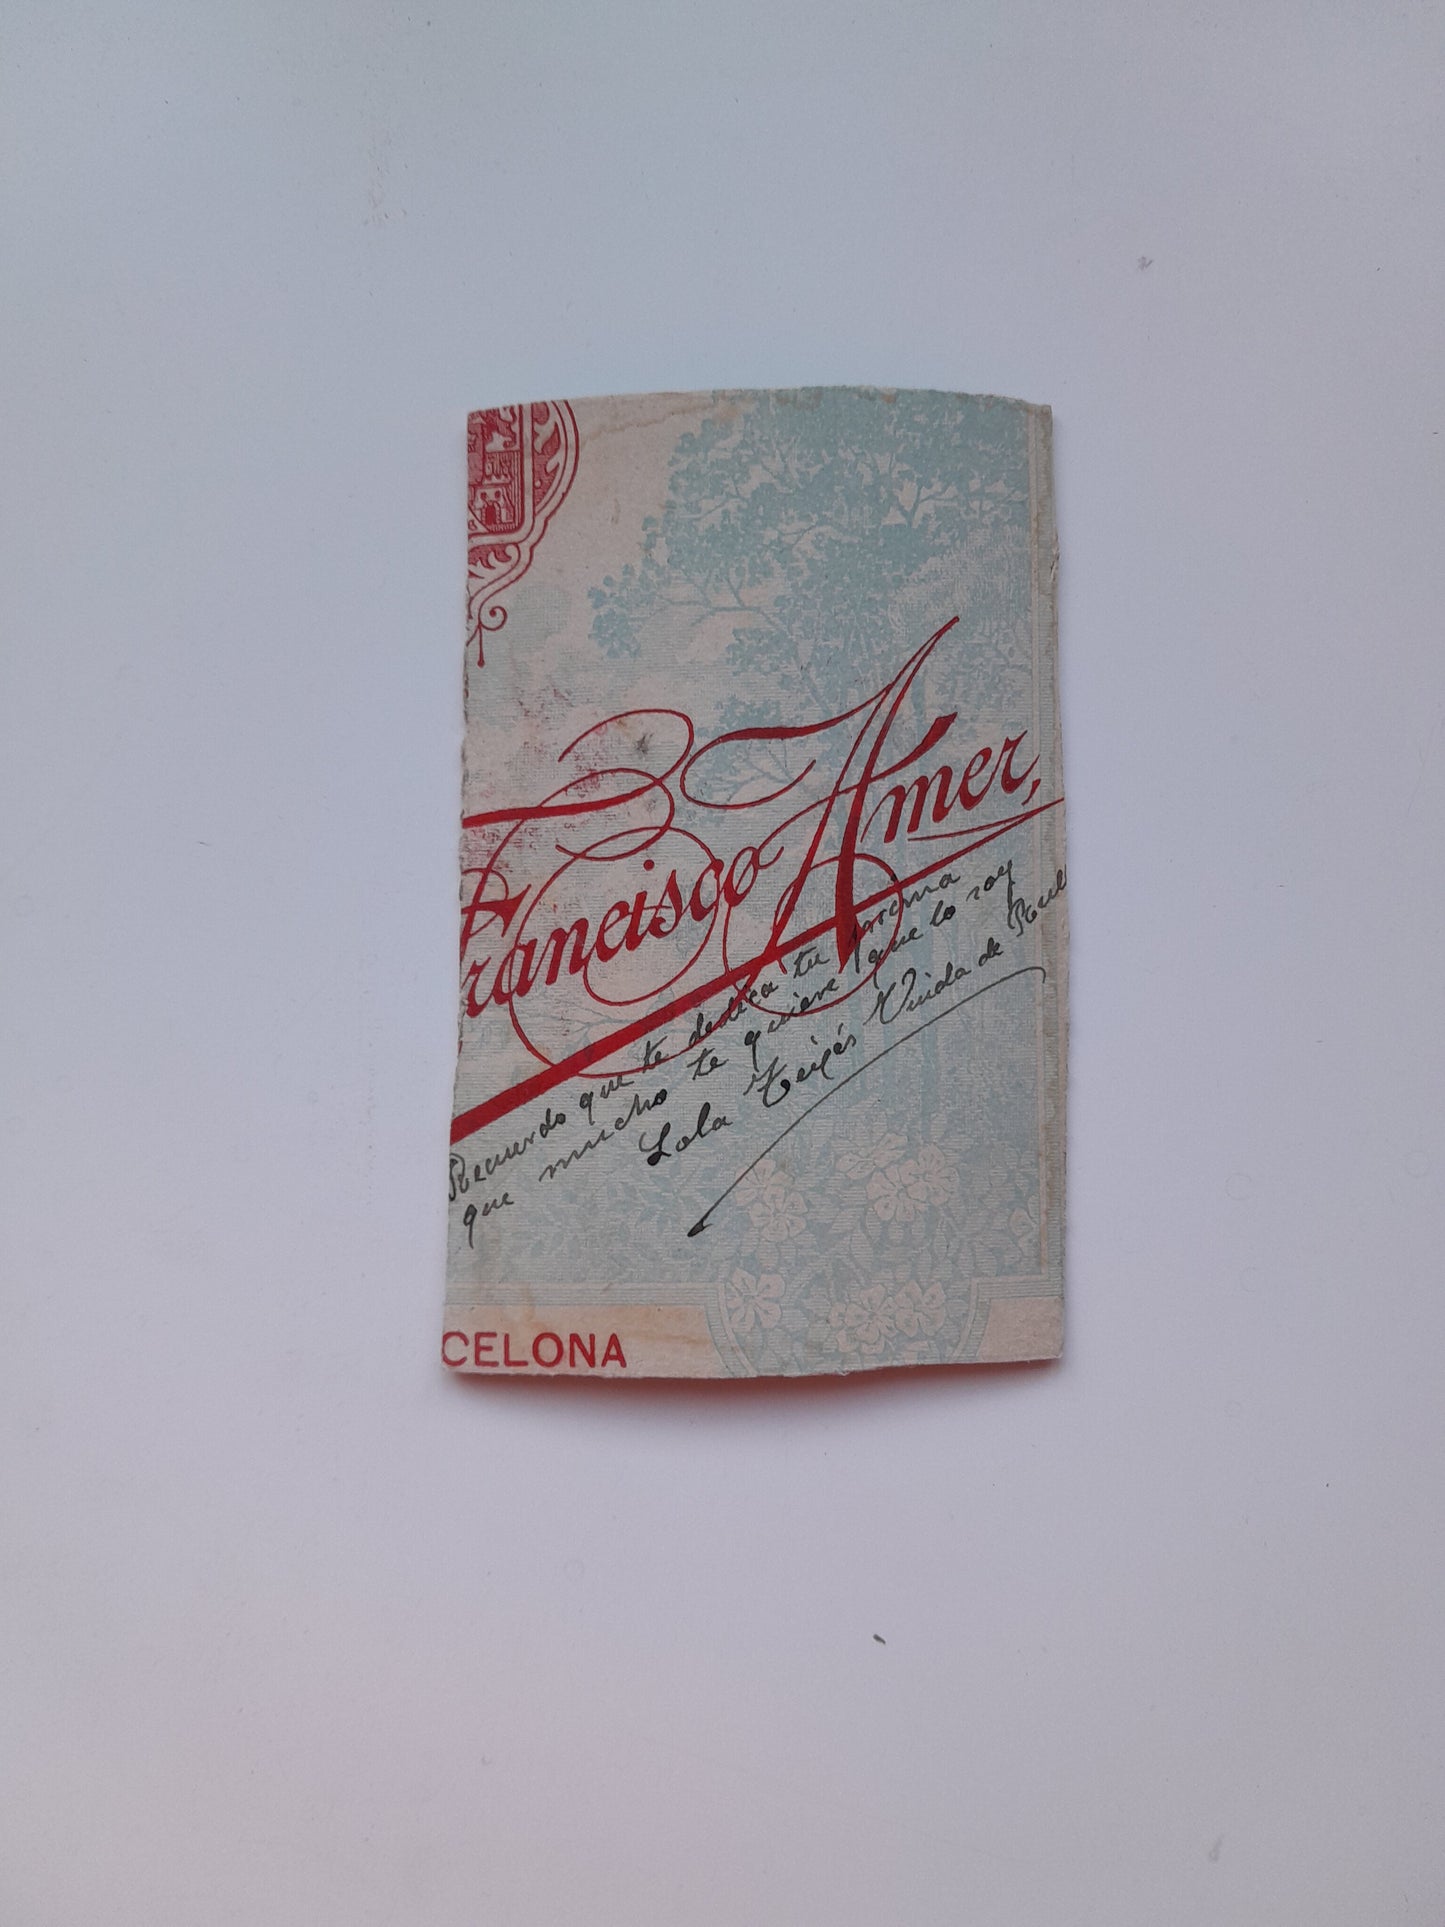 Francisco Amer,
Recuerdo que te dedica tu prima
que mucho te quiere que lo soy
Lola Viuda de
CELONA